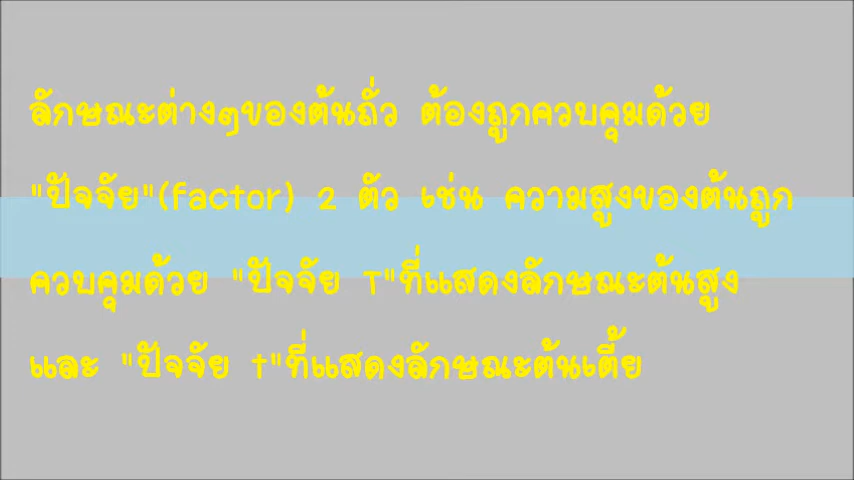 ลักษณะต่างๆของต้นถั่ว ต้องถูกควบคุมด้วย
"ปัจจัย"(factor) 2 ตัว เช่น ความสูงของต้นถูก
ควบคุมด้วย "ปัจจัย T"ที่แสดงลักษณะต้นสูง
และ "ปัจจัย t"ที่แสดงลักษณะต้นเตี้ย